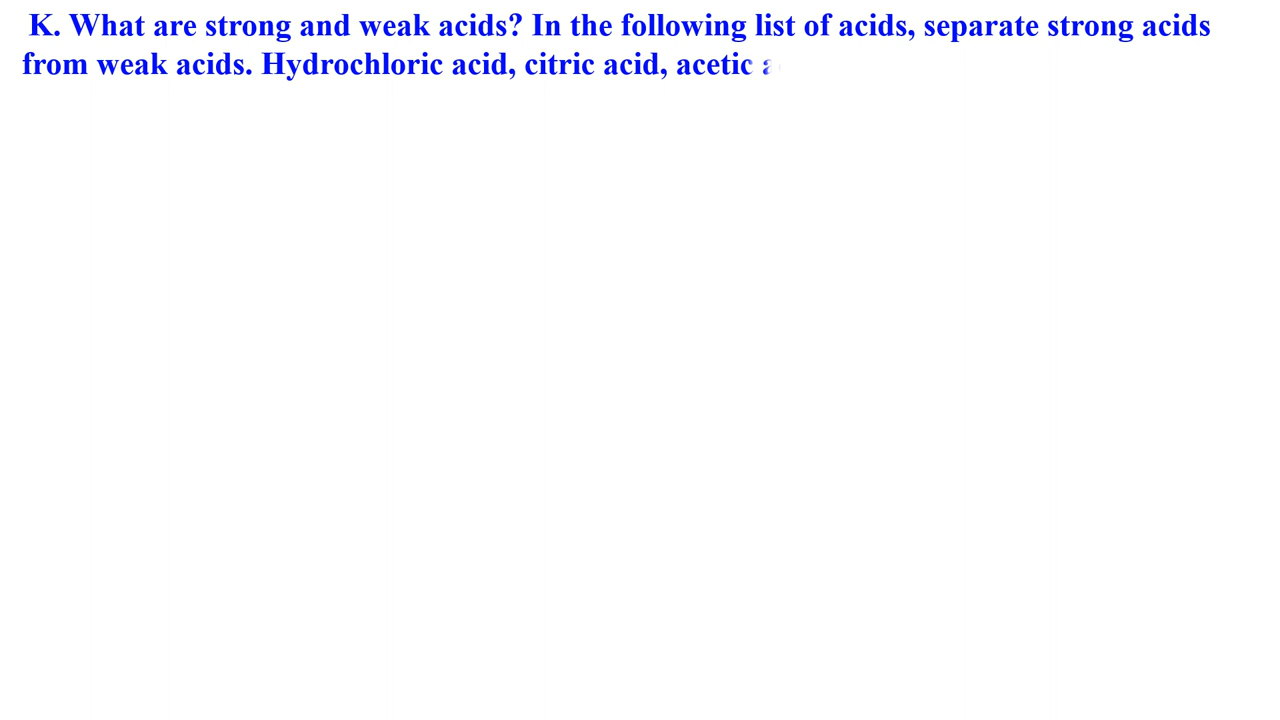 K. What are strong and weak acids? In the following list of acids, separate strong acids
from weak acids. Hydrochloric acid, citric acid, acetic